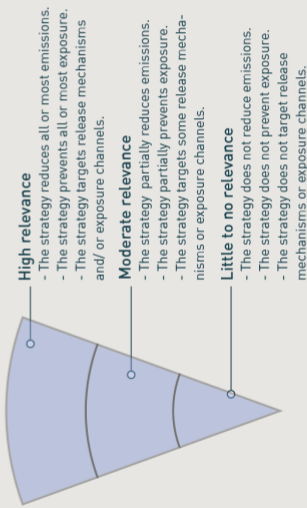 High relevance
- The strategy reduces all or most emissions.
- The strategy prevents all or most exposure.
- The strategy targets release mechanisms
and/ or exposure channels.
Moderate relevance
- The strategy partially reduces emissions.
- The strategy partially prevents exposure.
- The strategy targets some release mecha-
nisms or exposure channels.
Little to no relevance
- The strategy does not reduce emissions.
- The strategy does not prevent exposure.
- The strategy does not target release
mechanisms or exposure channels.